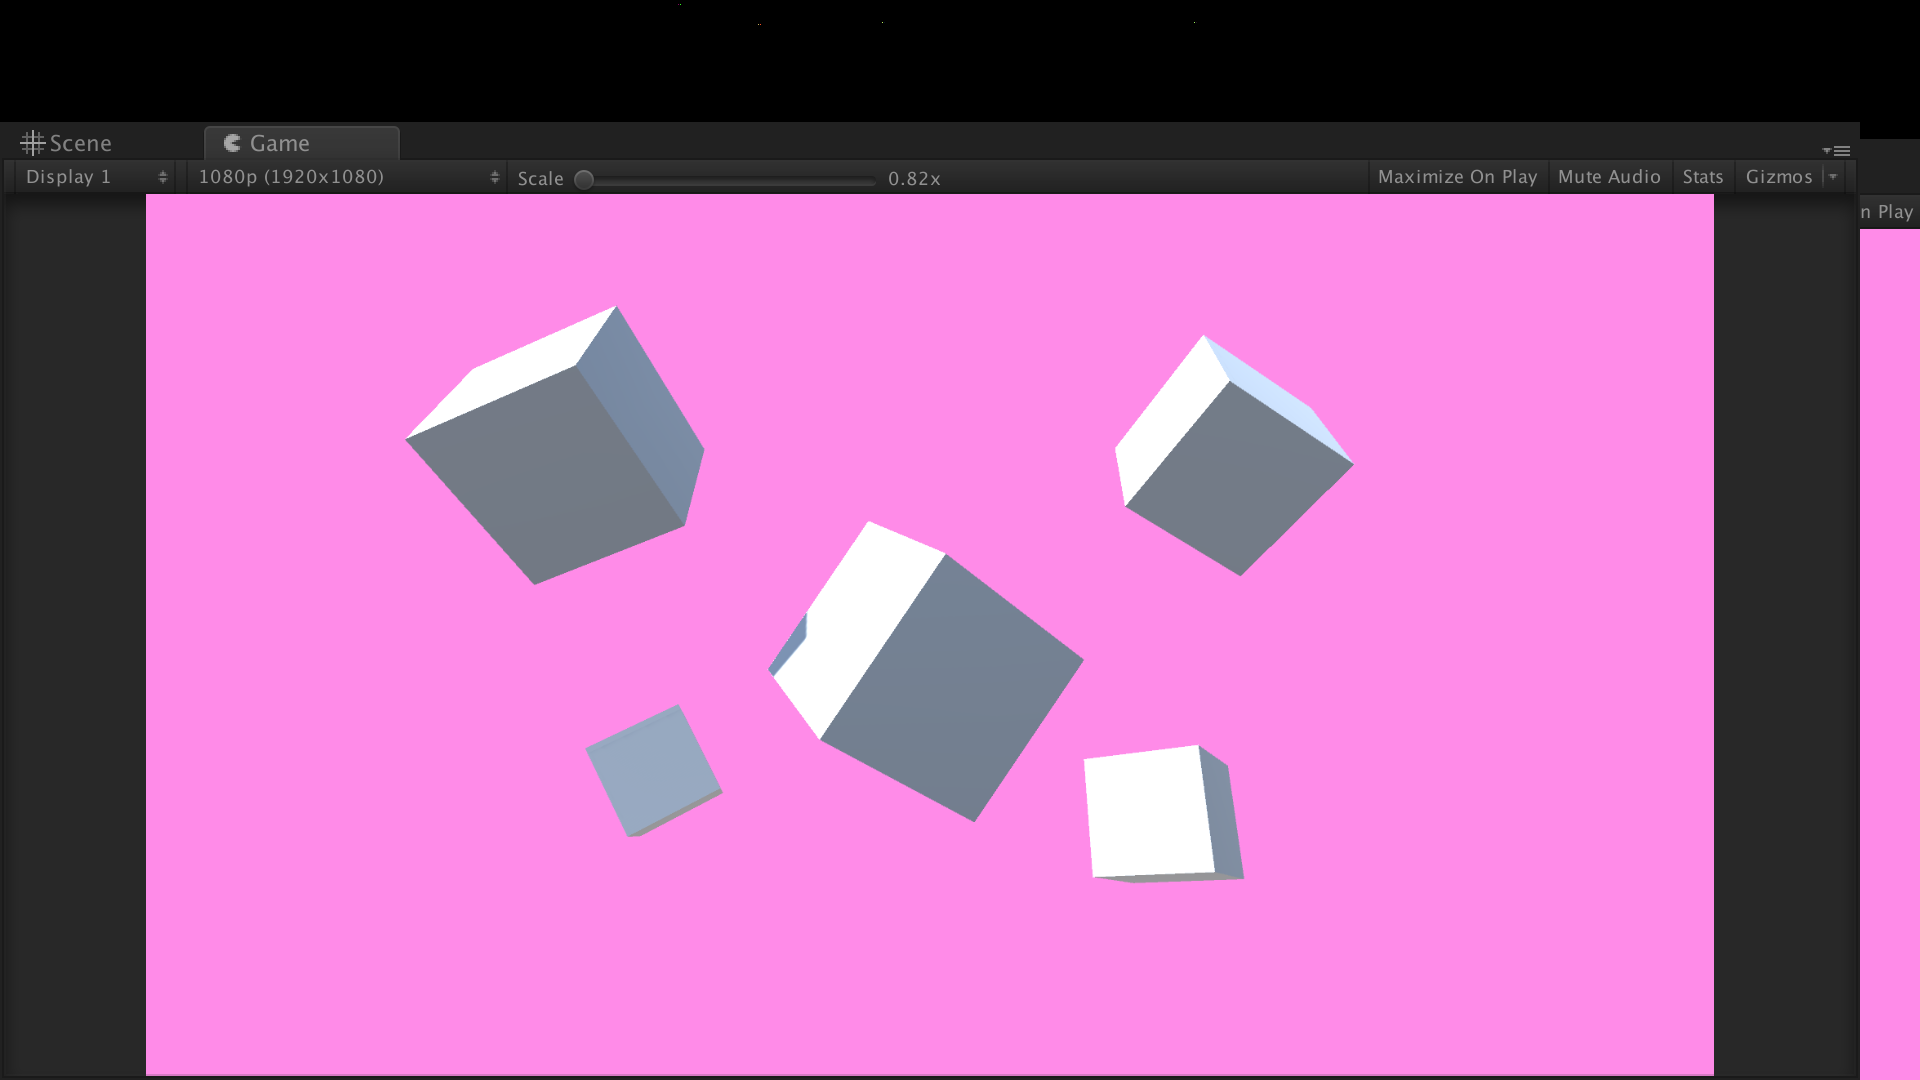 Scene
Game
Display 1
1080p (1920x1080)
Scale
0.82x
Maximize On Play
Mute Audio
Stats
Gizmos
n Play